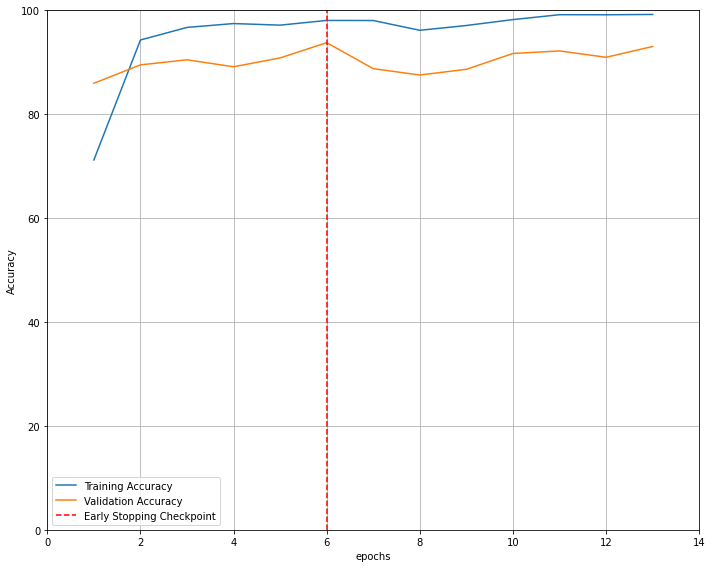 100
80
60
40
20
0
Accuracy
Training Accuracy
Validation Accuracy
Early Stopping Checkpoint
0 2 4 6 8 10 12 14
epochs